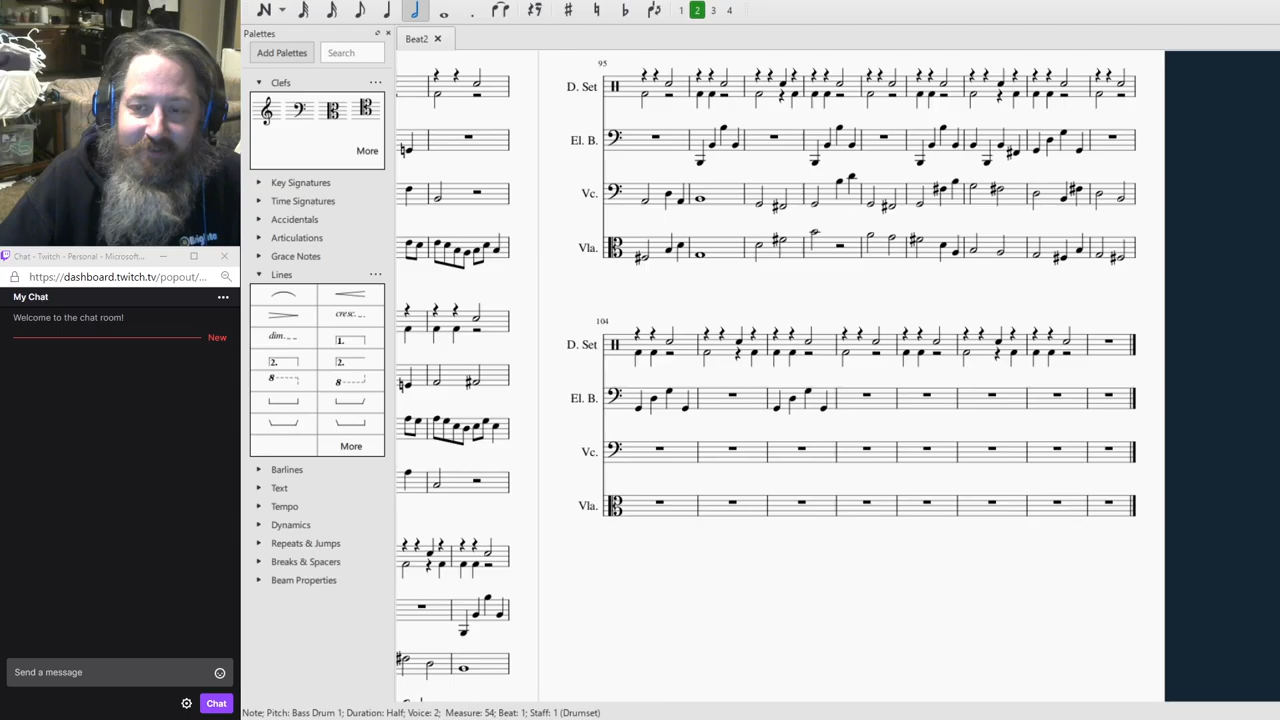 1 2 3 4
Palettes
Beat2
Add Palettes Search
Clefs
More
Key Signatures
Time Signatures
Accidentals
Articulations
Grace Notes
Lines
cresc.
dim. 1.
2. 2.
8 8
More
Barlines
Text
Tempo
Dynamics
Repeats & Jumps
Breaks & Spacers
Beam Properties
95
D. Set
El. B.
Vc.
Vla.
104
D. Set
El. B.
Vc.
Vla.
Chat - Twitch - Personal - Microsoft...
https://dashboard.twitch.tv/popout/...
My Chat
Welcome to the chat room!
New
Send a message
Chat
Note; Pitch: Bass Drum 1; Duration: Half; Voice: 2; Measure: 54; Beat: 1; Staff: 1 (Drumset)